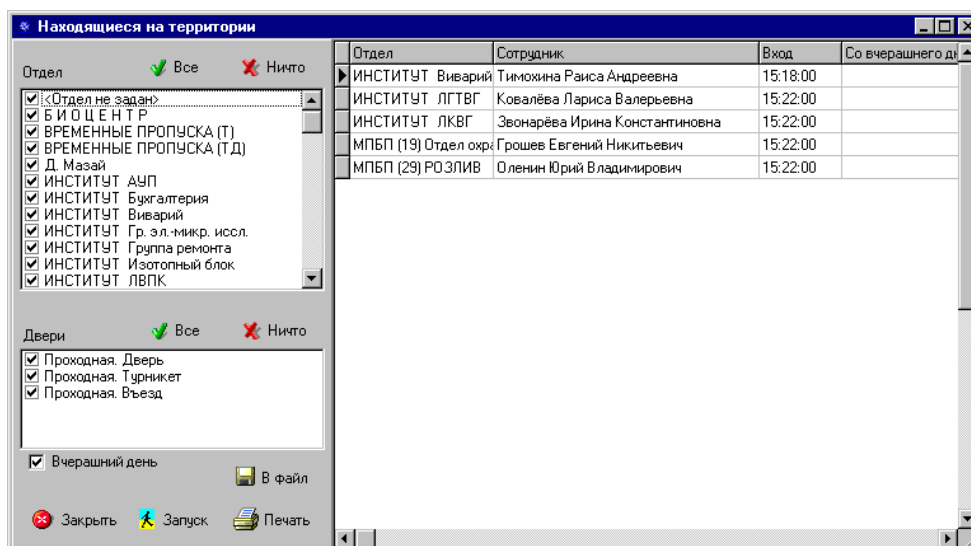 Находящиеся на территории
Отдел
Все
Ничто
<Отдел не задан>
Б И О Ц Е Н Т Р
ВРЕМЕННЫЕ ПРОПУСКА (Т)
ВРЕМЕННЫЕ ПРОПУСКА (Т Д)
Д. Мазай
ИНСТИТУТ АУП
ИНСТИТУТ Бухгалтерия
ИНСТИТУТ Виварий
ИНСТИТУТ Гр. эл.-микр. иссл.
ИНСТИТУТ Группа ремонта
ИНСТИТУТ Изотопный блок
ИНСТИТУТ ЛВПК
Двери
Все
Ничто
Проходная. Дверь
Проходная. Турникет
Проходная. Въезд
Вчерашний день
В файл
Закрыть
Запуск
Печать
Отдел Сотрудник Вход Со вчерашнего дн
ИНСТИТУТ Виварий Тимохина Раиса Андреевна 15:18:00
ИНСТИТУТ ЛГТВГ Ковалёва Лариса Валерьевна 15:22:00
ИНСТИТУТ ЛКВГ Звонарёва Ирина Константиновна 15:22:00
МПБП (19) Отдел охра Грошев Евгений Никитьевич 15:22:00
МПБП (29) РОЗЛИВ Оленин Юрий Владимирович 15:22:00